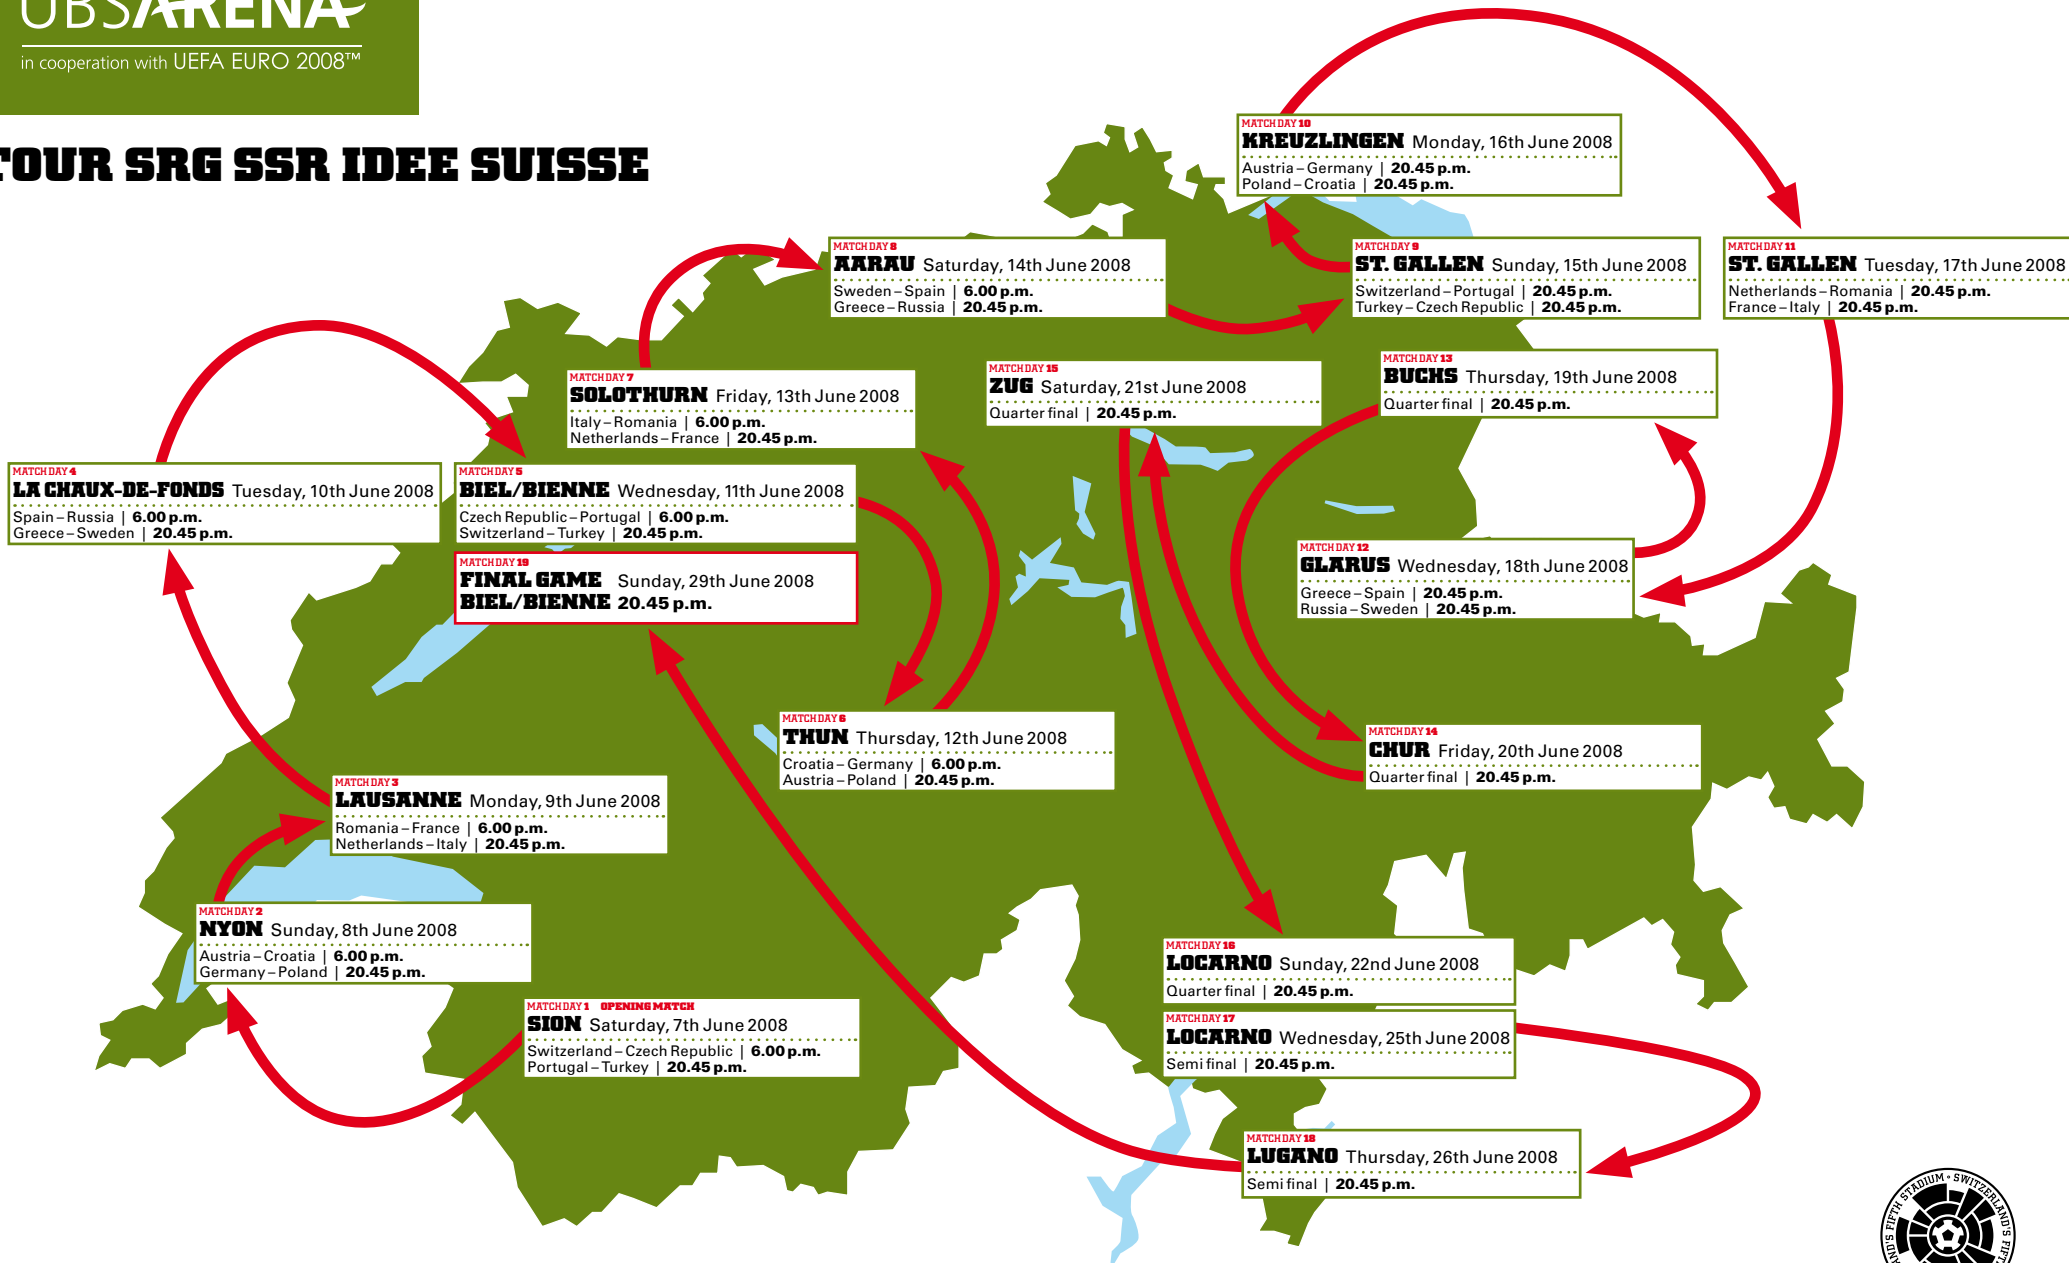 UBSARENA
in cooperation with UEFA EURO 2008™
TOUR SRG SSR IDEE SUISSE
MATCHDAY 10
KREUZLINGEN Monday, 16th June 2008
Austria – Germany | 20.45 p.m.
Poland – Croatia | 20.45 p.m.
MATCHDAY 8
AARAU Saturday, 14th June 2008
Sweden – Spain | 6.00 p.m.
Greece – Russia | 20.45 p.m.
MATCHDAY 9
ST. GALLEN Sunday, 15th June 2008
Switzerland – Portugal | 20.45 p.m.
Turkey – Czech Republic | 20.45 p.m.
MATCHDAY 11
ST. GALLEN Tuesday, 17th June 2008
Netherlands – Romania | 20.45 p.m.
France – Italy | 20.45 p.m.
MATCHDAY 7
SOLOTHURN Friday, 13th June 2008
Italy – Romania | 6.00 p.m.
Netherlands – France | 20.45 p.m.
MATCHDAY 15
ZUG Saturday, 21st June 2008
Quarter final | 20.45 p.m.
MATCHDAY 13
BUCHS Thursday, 19th June 2008
Quarter final | 20.45 p.m.
MATCHDAY 4
LA CHAUX-DE-FONDS Tuesday, 10th June 2008
Spain – Russia | 6.00 p.m.
Greece – Sweden | 20.45 p.m.
MATCHDAY 5
BIEL/BIENNE Wednesday, 11th June 2008
Czech Republic – Portugal | 6.00 p.m.
Switzerland – Turkey | 20.45 p.m.
MATCHDAY 19
FINAL GAME Sunday, 29th June 2008
BIEL/BIENNE 20.45 p.m.
MATCHDAY 12
GLARUS Wednesday, 18th June 2008
Greece – Spain | 20.45 p.m.
Russia – Sweden | 20.45 p.m.
MATCHDAY 6
THUN Thursday, 12th June 2008
Croatia – Germany | 6.00 p.m.
Austria – Poland | 20.45 p.m.
MATCHDAY 14
CHUR Friday, 20th June 2008
Quarter final | 20.45 p.m.
MATCHDAY 3
LAUSANNE Monday, 9th June 2008
Romania – France | 6.00 p.m.
Netherlands – Italy | 20.45 p.m.
MATCHDAY 2
NYON Sunday, 8th June 2008
Austria – Croatia | 6.00 p.m.
Germany – Poland | 20.45 p.m.
MATCHDAY 16
LOCARNO Sunday, 22nd June 2008
Quarter final | 20.45 p.m.
MATCHDAY 1 OPENING MATCH
SION Saturday, 7th June 2008
Switzerland – Czech Republic | 6.00 p.m.
Portugal – Turkey | 20.45 p.m.
MATCHDAY 17
LOCARNO Wednesday, 25th June 2008
Semi final | 20.45 p.m.
MATCHDAY 18
LUGANO Thursday, 26th June 2008
Semi final | 20.45 p.m.
FIFTH STADIUM • SWITZERLAND'S